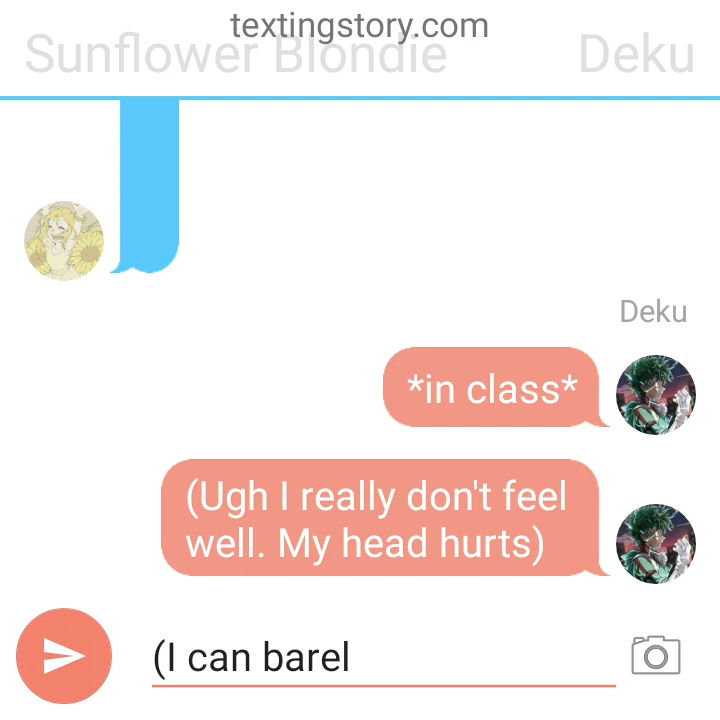 textingstory.com
Sunflower Blondie Deku
Deku
*in class*
(Ugh I really don't feel
well. My head hurts)
(I can barel